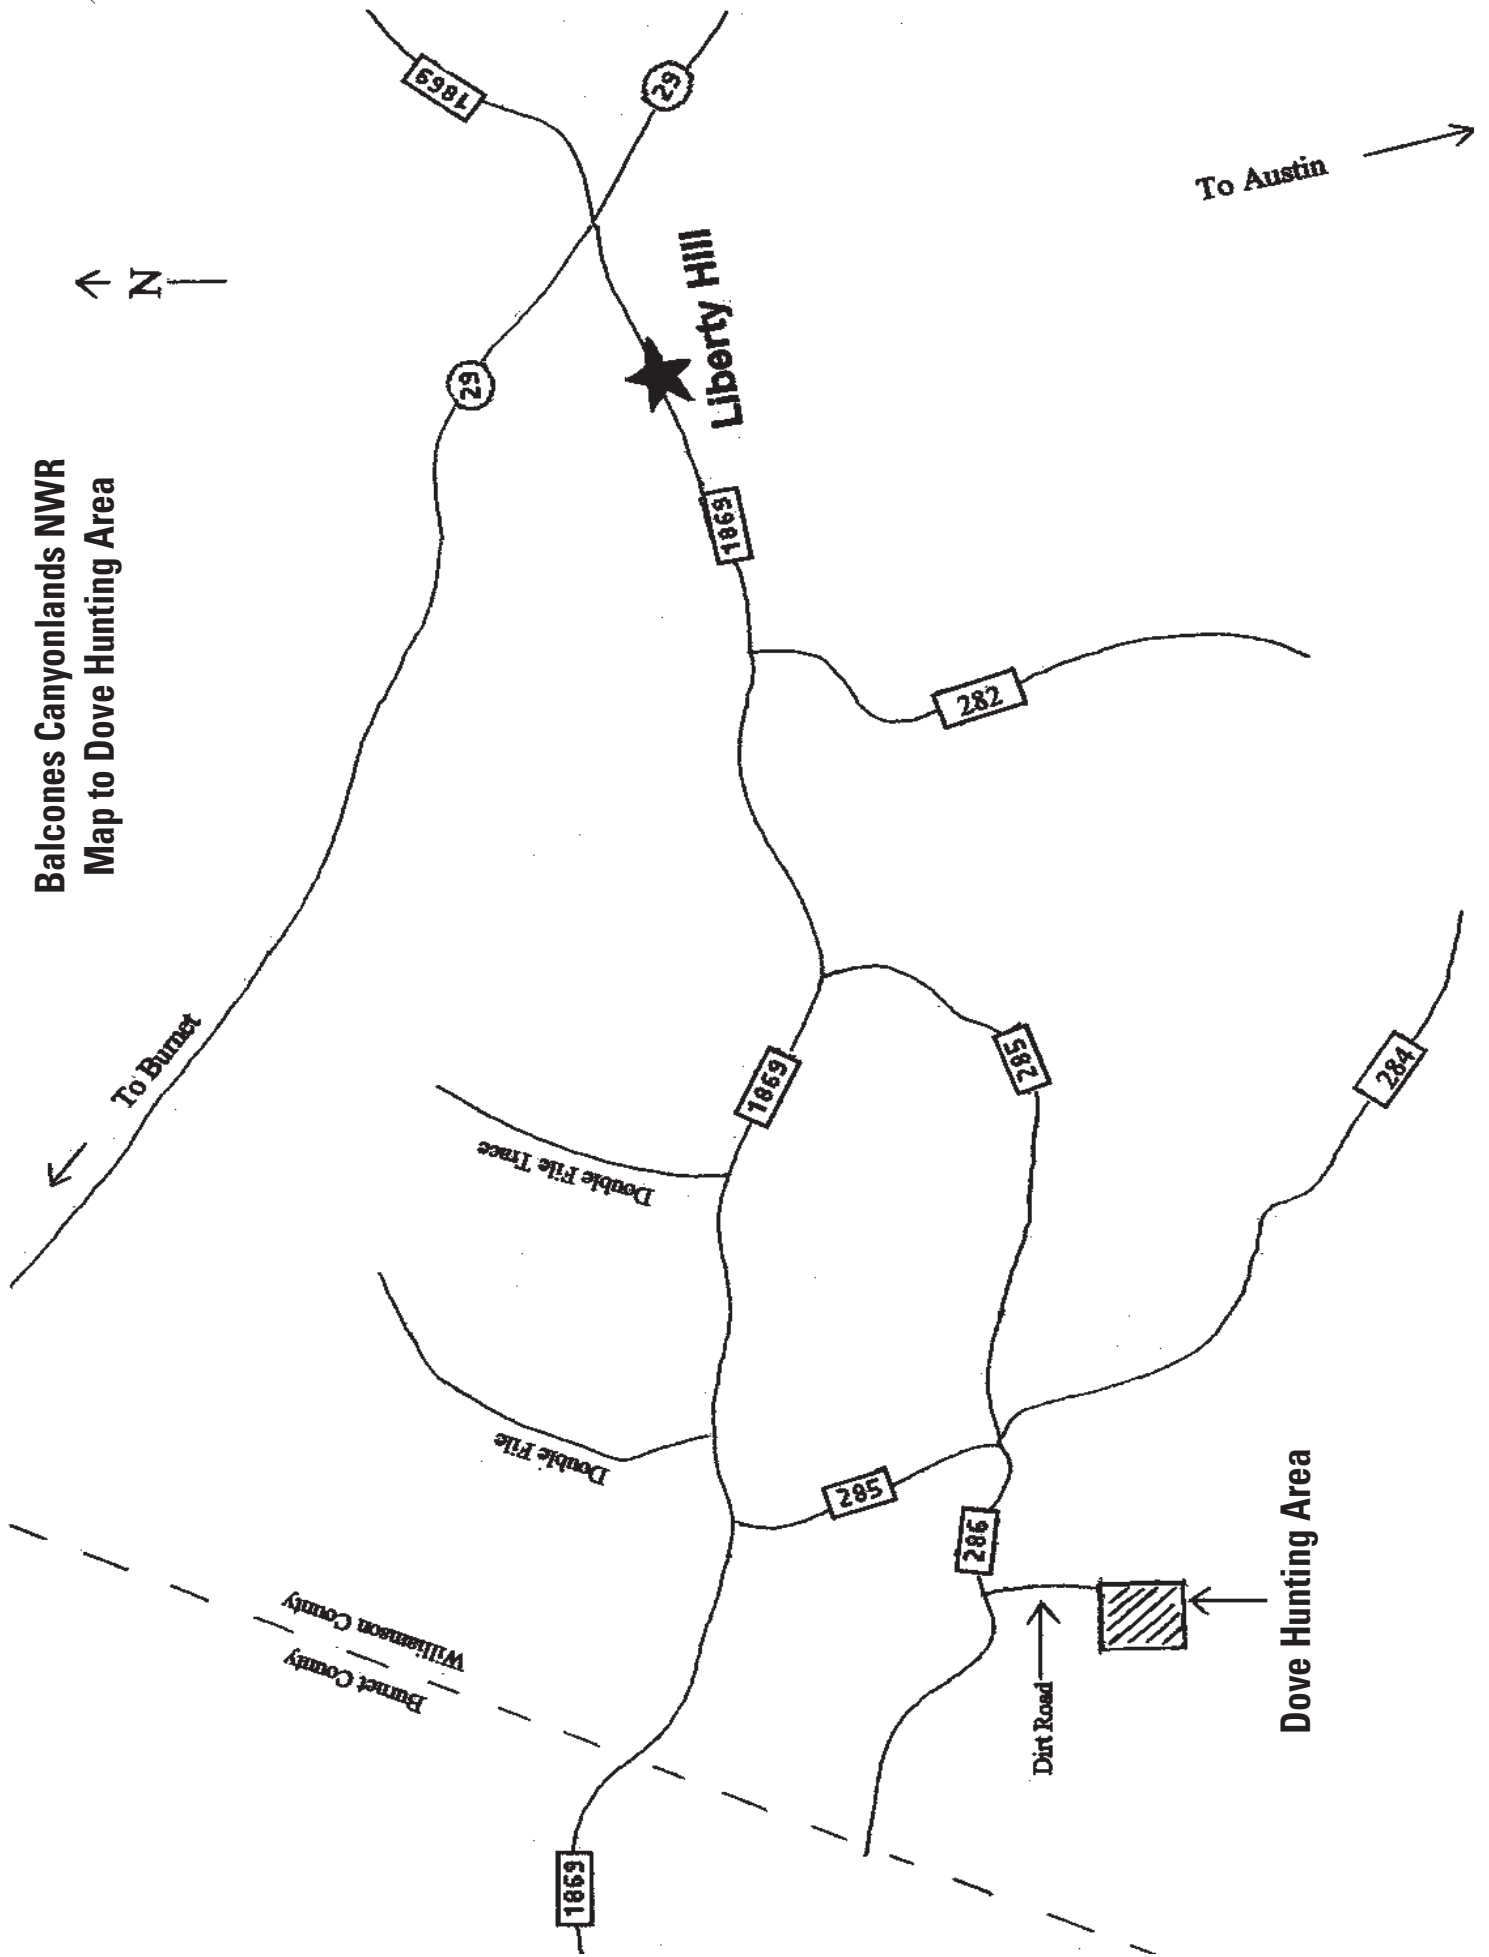 Balcones Canyonlands NWR
Map to Dove Hunting Area
N
To Burnet
To Austin
1869
29
29
Liberty Hill
1869
282
1869
285
284
Double File Trace
Double File
285
286
Williamson County
Burnet County
Dirt Road
Dove Hunting Area
1869